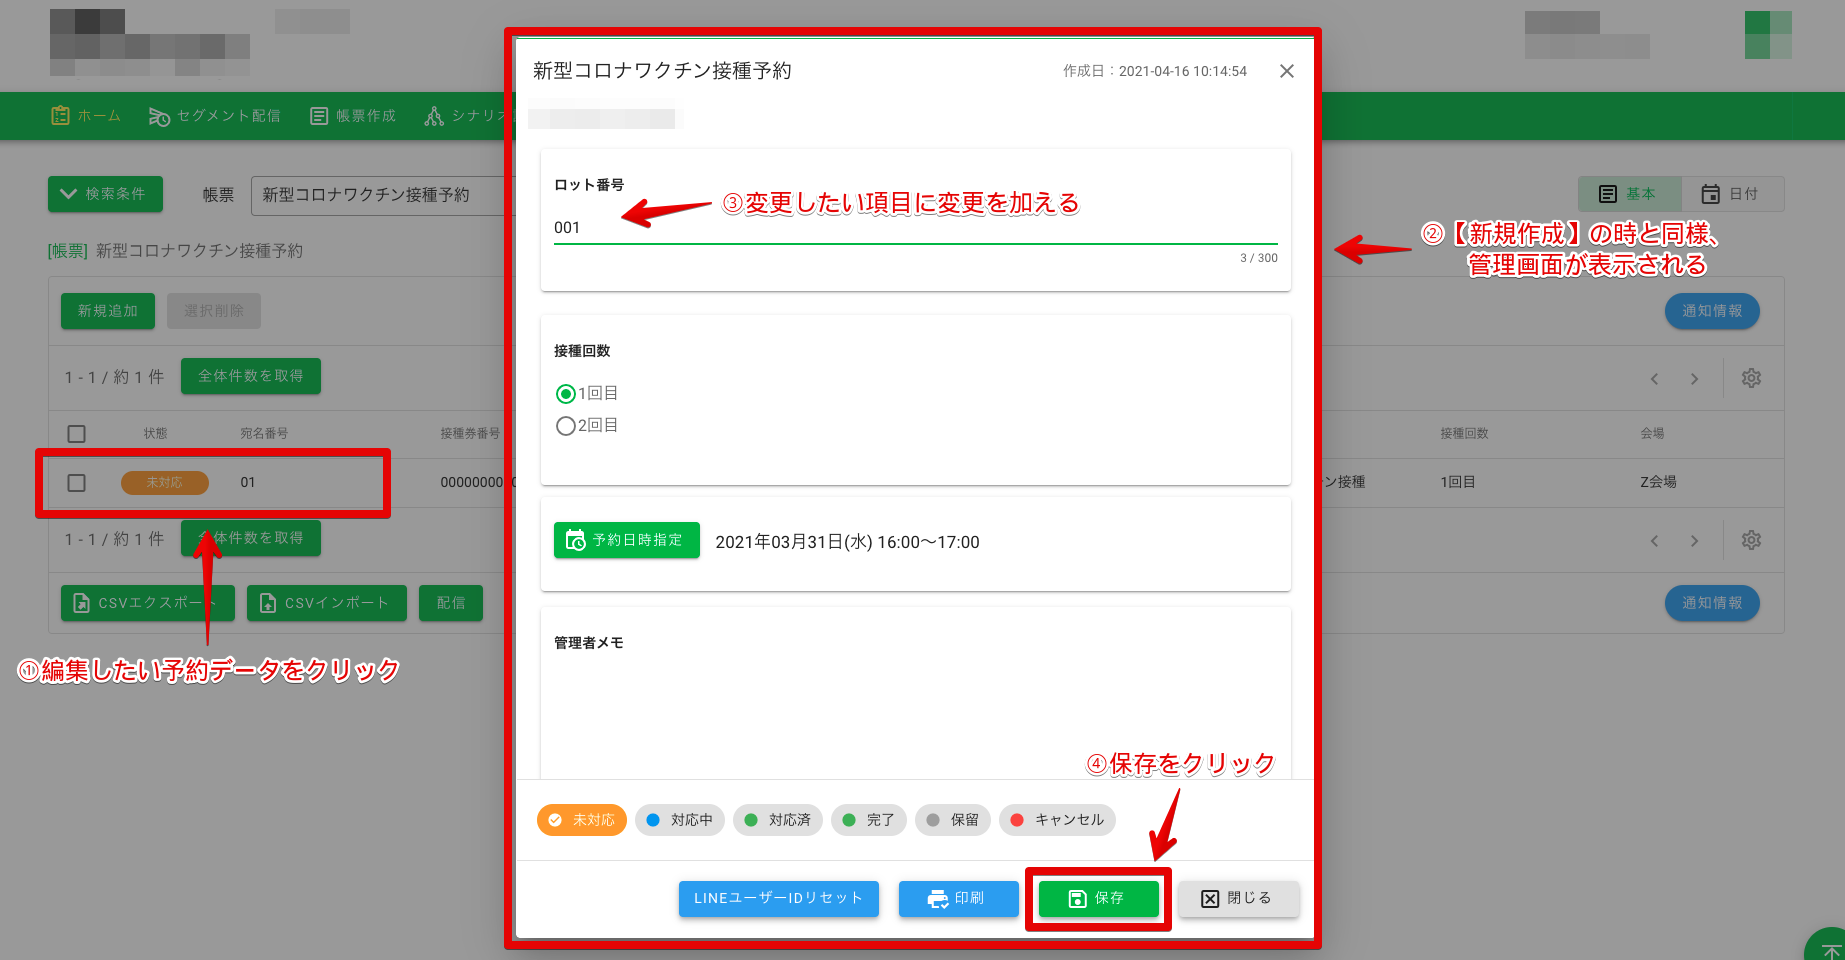 新型コロナワクチン接種予約
作成日：2021-04-16 10:14:54
ホーム
セグメント配信
帳票作成
シナリオ
検索条件
帳票
新型コロナワクチン接種予約
基本
日付
[帳票] 新型コロナワクチン接種予約
ロット番号
001
3 / 300
③変更したい項目に変更を加える
②【新規作成】の時と同様、
管理画面が表示される
新規追加
選択削除
通知情報
接種回数
1回目
2回目
1 - 1 / 約 1 件
全体件数を取得
状態
宛名番号
接種券番号
接種回数
会場
未対応
01
000000000
ン接種
1回目
Z会場
予約日時指定
2021年03月31日(水) 16:00〜17:00
1 - 1 / 約 1 件
全体件数を取得
CSVエクスポート
CSVインポート
配信
通知情報
管理者メモ
①編集したい予約データをクリック
④保存をクリック
未対応
対応中
対応済
完了
保留
キャンセル
LINEユーザーIDリセット
印刷
保存
閉じる